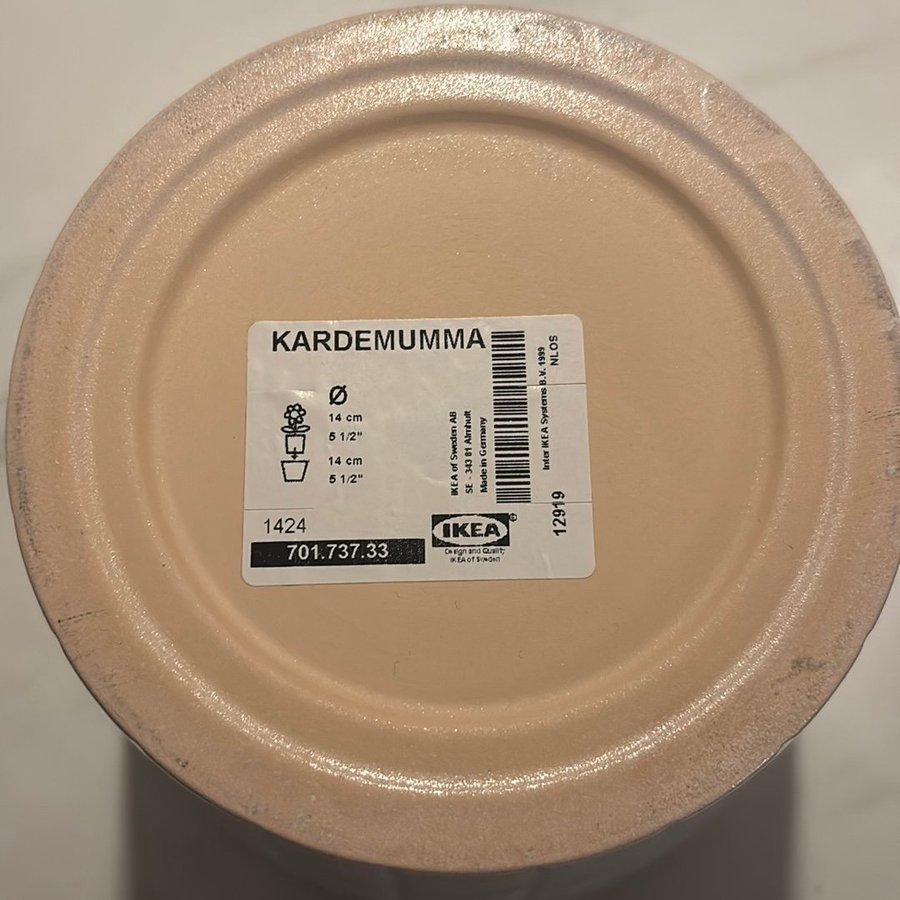 KARDEMUMMA
Ø
14 cm
5 1/2"
14 cm
5 1/2"
IKEA of Sweden AB
SE - 343 81 Älmhult
Made in Germany
Inter IKEA Systems B.V. 1999
NLOS
12919
1424
701.737.33
IKEA®
Design and Quality
IKEA of Sweden